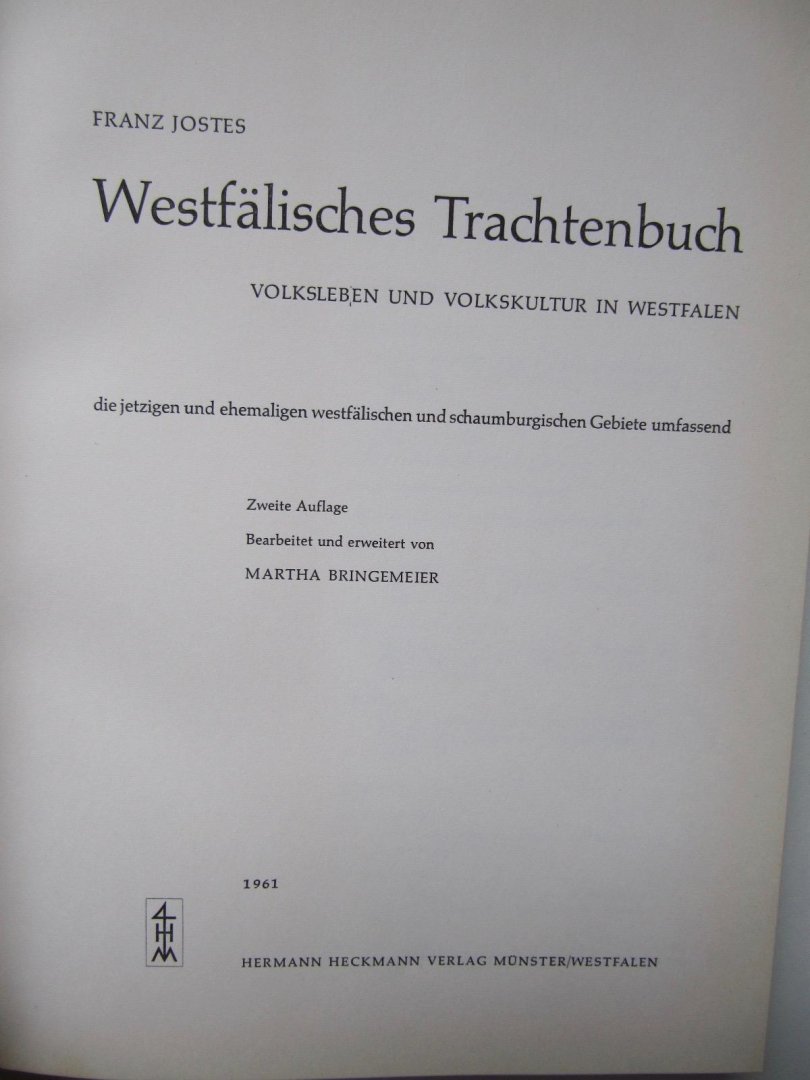 FRANZ JOSTES
Westfälisches Trachtenbuch
VOLKSLEBEN UND VOLKSKULTUR IN WESTFALEN
die jetzigen und ehemaligen westfälischen und schaumburgischen Gebiete umfassend
Zweite Auflage
Bearbeitet und erweitert von
MARTHA BRINGEMEIER
1961
HERMANN HECKMANN VERLAG MÜNSTER/WESTFALEN